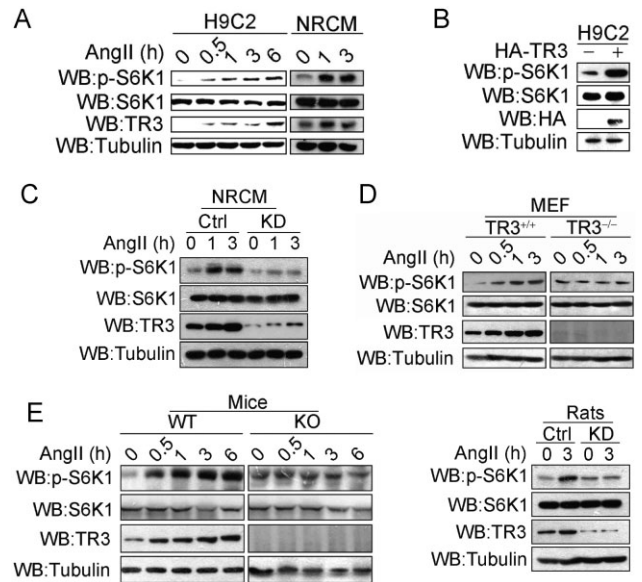 A
H9C2 NRCM
AngII (h) 0 0.5 1 3 6 0 1 3
WB:p-S6K1
WB:S6K1
WB:TR3
WB:Tubulin
B
H9C2
HA-TR3 − +
WB:p-S6K1
WB:S6K1
WB:HA
WB:Tubulin
C
NRCM
Ctrl KD
AngII (h) 0 1 3 0 1 3
WB:p-S6K1
WB:S6K1
WB:TR3
WB:Tubulin
D
MEF
TR3+/+ TR3−/−
AngII (h) 0 0.5 1 3 0 0.5 1 3
WB:p-S6K1
WB:S6K1
WB:TR3
WB:Tubulin
E
Mice
WT KO
AngII (h) 0 0.5 1 3 6 0 0.5 1 3 6
WB:p-S6K1
WB:S6K1
WB:TR3
WB:Tubulin
Rats
Ctrl KD
AngII (h) 0 3 0 3
WB:p-S6K1
WB:S6K1
WB:TR3
WB:Tubulin